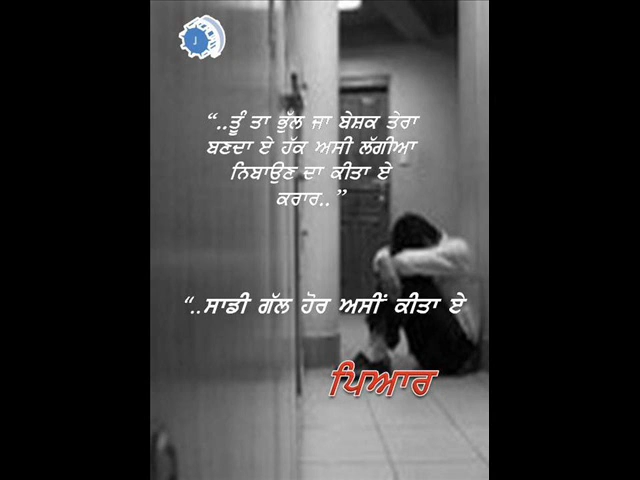 “..ਤੂੰ ਤਾ ਭੁੱਲ ਜਾ ਬੇਸ਼ਕ ਤੇਰਾ
ਬਣਦਾ ਏ ਹੱਕ ਅਸੀ ਲੱਗੀਆ
ਨਿਬਾਉਣ ਦਾ ਕੀਤਾ ਏ
ਕਰਾਰ..”
“..ਸਾਡੀ ਗੱਲ ਹੋਰ ਅਸੀਂ ਕੀਤਾ ਏ
ਪਿਆਰ